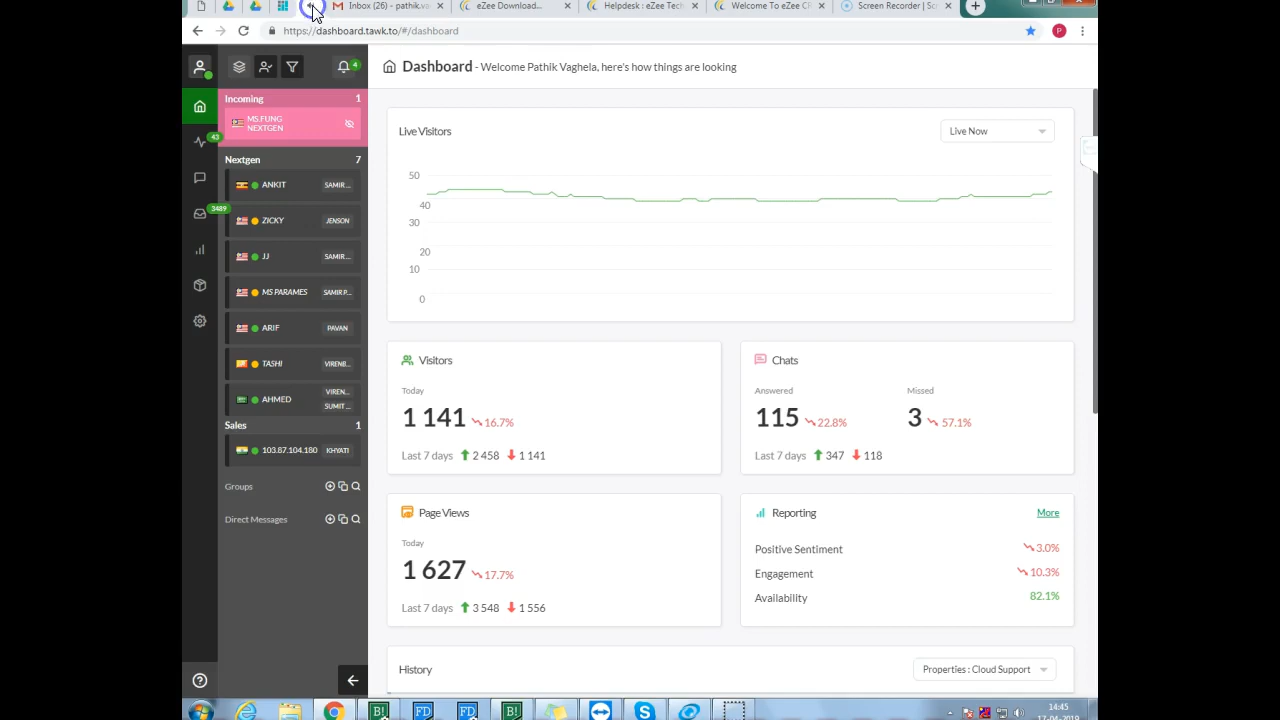 Inbox (26) - pathik.va
eZee Download...
Helpdesk : eZee Tech
Welcome To eZee C
Screen Recorder | Sc
https://dashboard.tawk.to/#/dashboard
P
4
Dashboard - Welcome Pathik Vaghela, here's how things are looking
Incoming 1
MS.FUNG
NEXTGEN
43
Nextgen 7
ANKIT SAMIR ...
3489
ZICKY JENSON
JJ SAMIR ...
MS PARAMES SAMIR P...
ARIF PAVAN
TASHI VIRENB...
AHMED VIREN...
SUMIT ...
Sales 1
103.87.104.180 KHYATI
Groups
Direct Messages
Live Visitors
Live Now
50
40
30
20
10
0
Visitors
Today
1 141 16.7%
Last 7 days 2 458 1 141
Chats
Answered Missed
115 22.8% 3 57.1%
Last 7 days 347 118
Page Views
Today
1 627 17.7%
Last 7 days 3 548 1 556
Reporting More
Positive Sentiment 3.0%
Engagement 10.3%
Availability 82.1%
History
Properties : Cloud Support
B! FD FD B!
14:45
17-04-2019